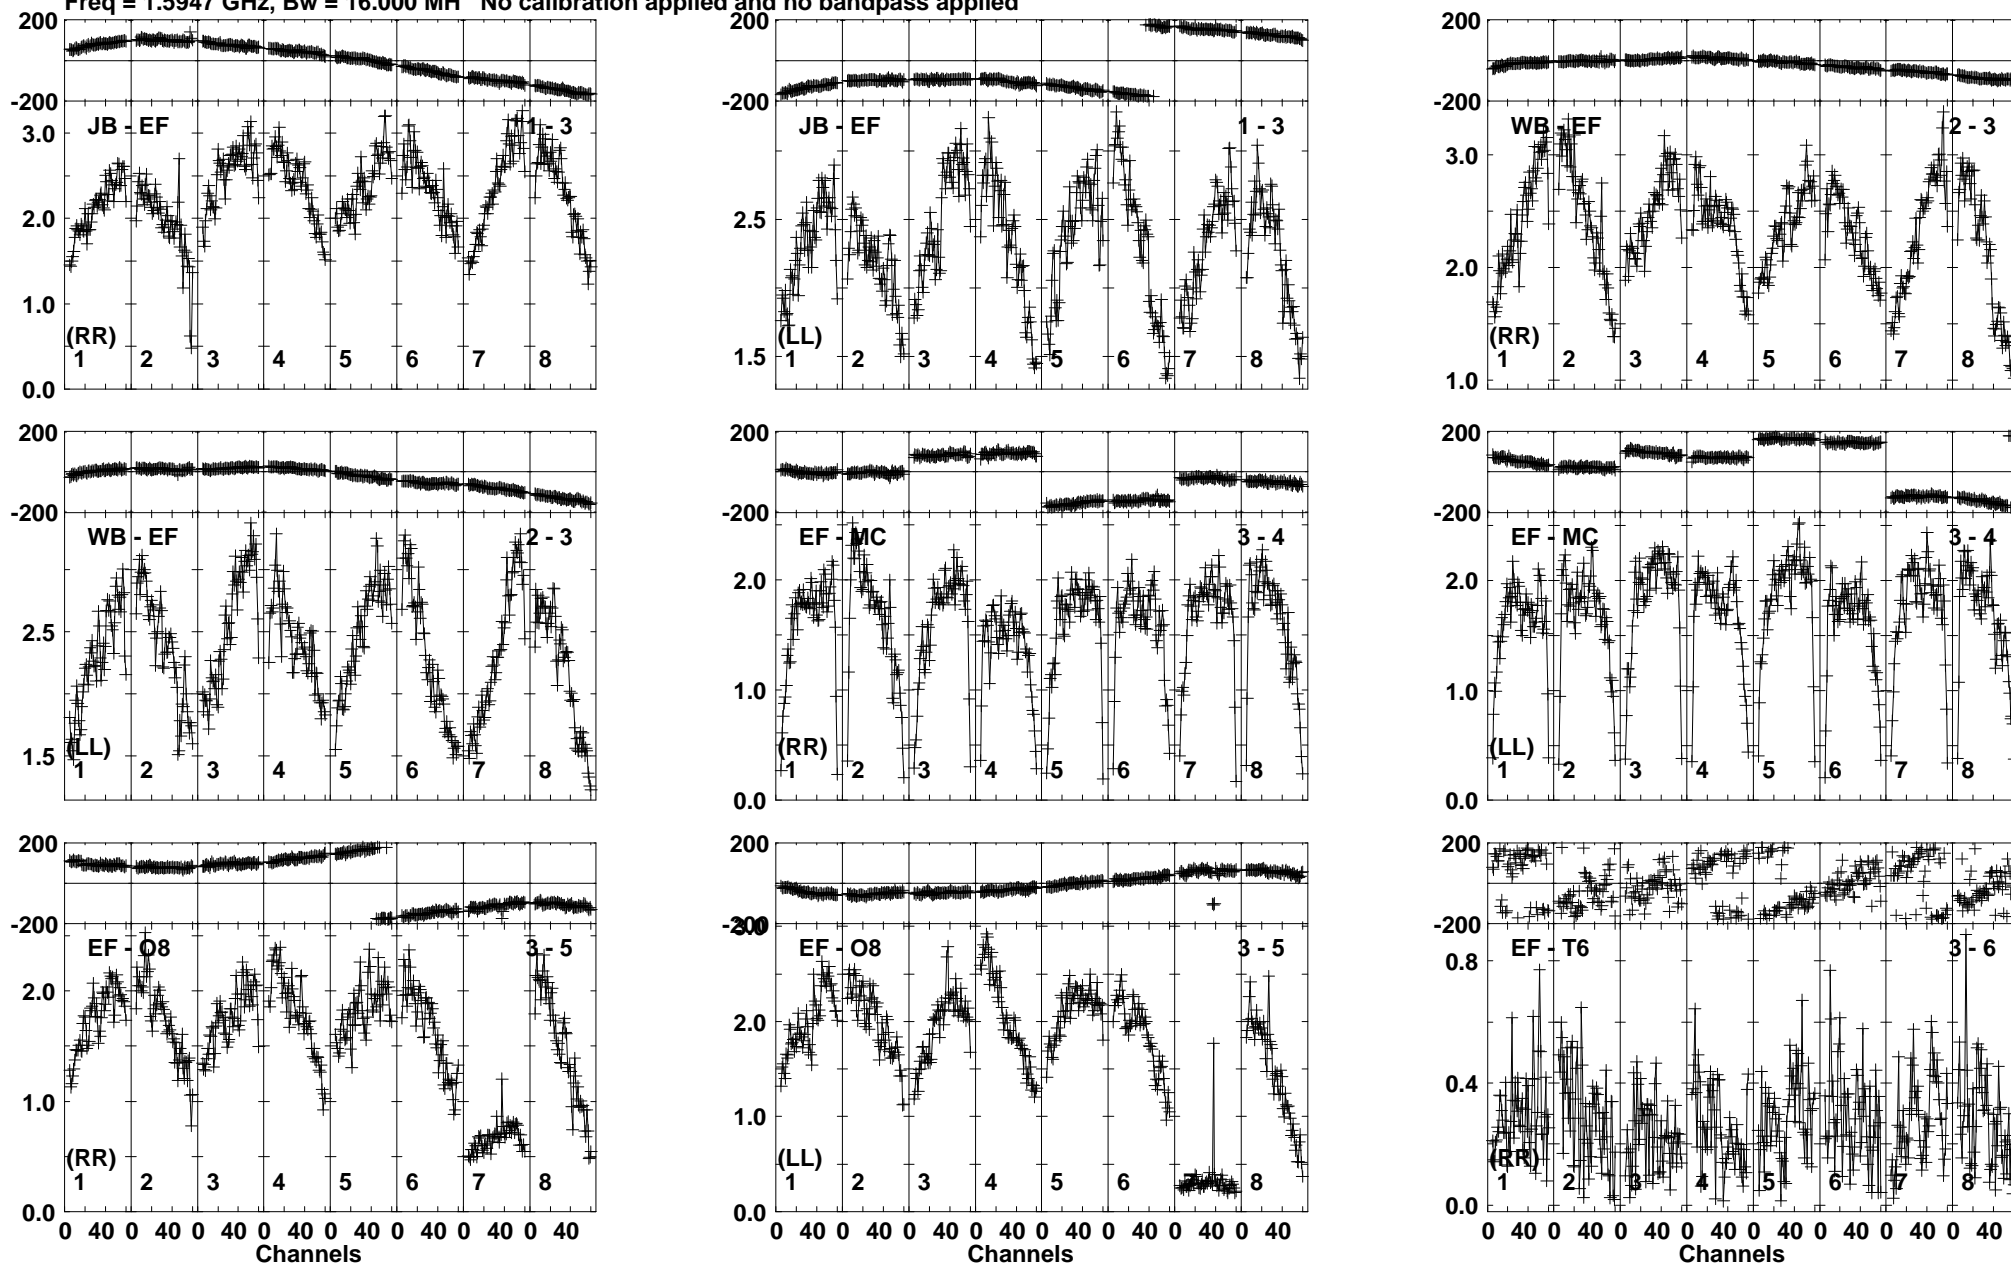 Freq = 1.5947 GHz, Bw = 16.000 MH No calibration applied and no bandpass applied
200 200 200
-200 -200 -200
JB - EF 1 - 3 JB - EF 1 - 3 WB - EF 2 - 3
3.0 3.0
2.5
2.0 2.0
1.0
(RR) (LL) (RR)
1.5
1 2 3 4 5 6 7 8 1 2 3 4 5 6 7 8 1 2 3 4 5 6 7 8
0.0 1.0
200 200 200
-200 -200 -200
WB - EF 2 - 3 EF - MC 3 - 4 EF - MC 3 - 4
2.0 2.0
2.5
1.0 1.0
(LL) (RR) (LL)
1.5
1 2 3 4 5 6 7 8 1 2 3 4 5 6 7 8 1 2 3 4 5 6 7 8
0.0 0.0
200 200 200
-200 -200 -200
3.0
EF - O8 3 - 5 EF - O8 3 - 5 EF - T6 3 - 6
0.8
2.0 2.0
0.4
1.0 1.0
(RR) (LL) (RR)
1 2 3 4 5 6 7 8 1 2 3 4 5 6 7 8 1 2 3 4 5 6 7 8
0.0 0.0 0.0
0 40 0 40 0 40 0 40 0 40 0 40 0 40 0 40 0 40 0 40 0 40 0 40 0 40 0 40 0 40 0 40 0 40 0 40 0 40 0 40 0 40 0 40 0 40 0 40
Channels Channels Channels